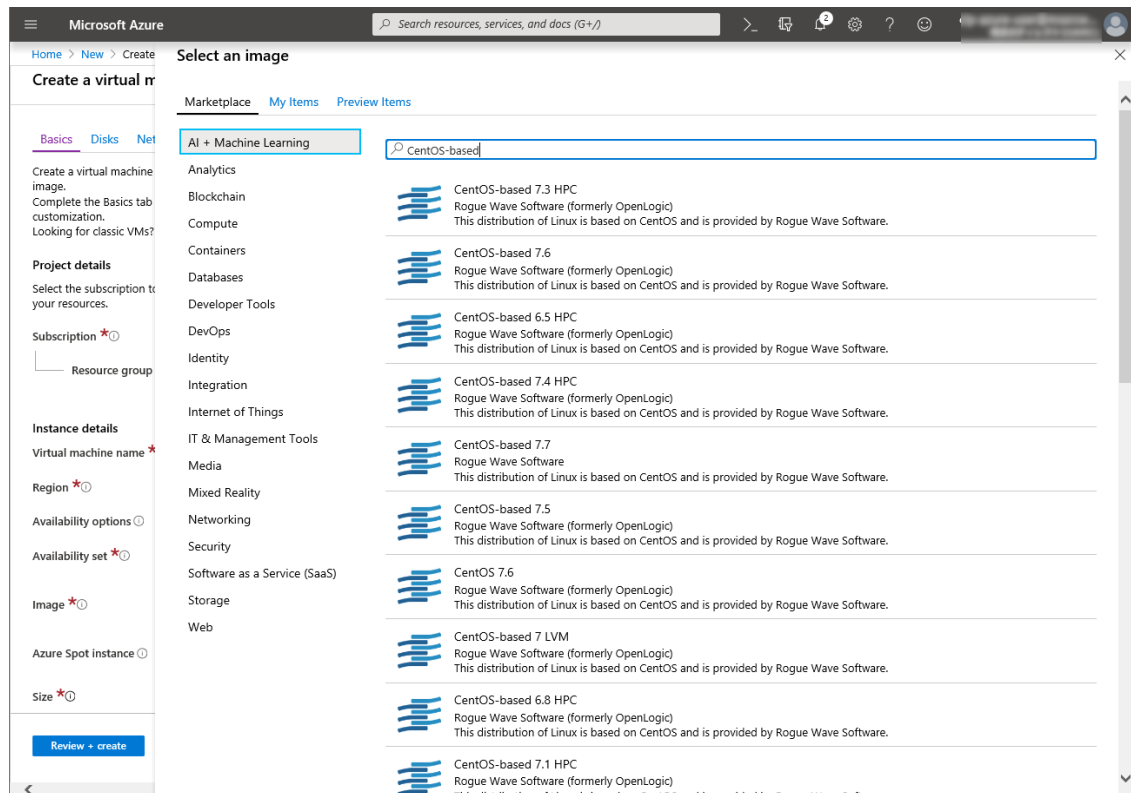 Microsoft Azure
Search resources, services, and docs (G+/)
2
Home > New > Create
Create a virtual m
Basics Disks Net
Create a virtual machine
image.
Complete the Basics tab
customization.
Looking for classic VMs?
Project details
Select the subscription to
your resources.
Subscription *
Resource group
Instance details
Virtual machine name *
Region *
Availability options
Availability set *
Image *
Azure Spot instance
Size *
Review + create
Select an image
Marketplace My Items Preview Items
AI + Machine Learning
Analytics
Blockchain
Compute
Containers
Databases
Developer Tools
DevOps
Identity
Integration
Internet of Things
IT & Management Tools
Media
Mixed Reality
Networking
Security
Software as a Service (SaaS)
Storage
Web
CentOS-based
CentOS-based 7.3 HPC
Rogue Wave Software (formerly OpenLogic)
This distribution of Linux is based on CentOS and is provided by Rogue Wave Software.
CentOS-based 7.6
Rogue Wave Software (formerly OpenLogic)
This distribution of Linux is based on CentOS and is provided by Rogue Wave Software.
CentOS-based 6.5 HPC
Rogue Wave Software (formerly OpenLogic)
This distribution of Linux is based on CentOS and is provided by Rogue Wave Software.
CentOS-based 7.4 HPC
Rogue Wave Software (formerly OpenLogic)
This distribution of Linux is based on CentOS and is provided by Rogue Wave Software.
CentOS-based 7.7
Rogue Wave Software
This distribution of Linux is based on CentOS and is provided by Rogue Wave Software.
CentOS-based 7.5
Rogue Wave Software (formerly OpenLogic)
This distribution of Linux is based on CentOS and is provided by Rogue Wave Software.
CentOS 7.6
Rogue Wave Software (formerly OpenLogic)
This distribution of Linux is based on CentOS and is provided by Rogue Wave Software.
CentOS-based 7 LVM
Rogue Wave Software (formerly OpenLogic)
This distribution of Linux is based on CentOS and is provided by Rogue Wave Software.
CentOS-based 6.8 HPC
Rogue Wave Software (formerly OpenLogic)
This distribution of Linux is based on CentOS and is provided by Rogue Wave Software.
CentOS-based 7.1 HPC
Rogue Wave Software (formerly OpenLogic)